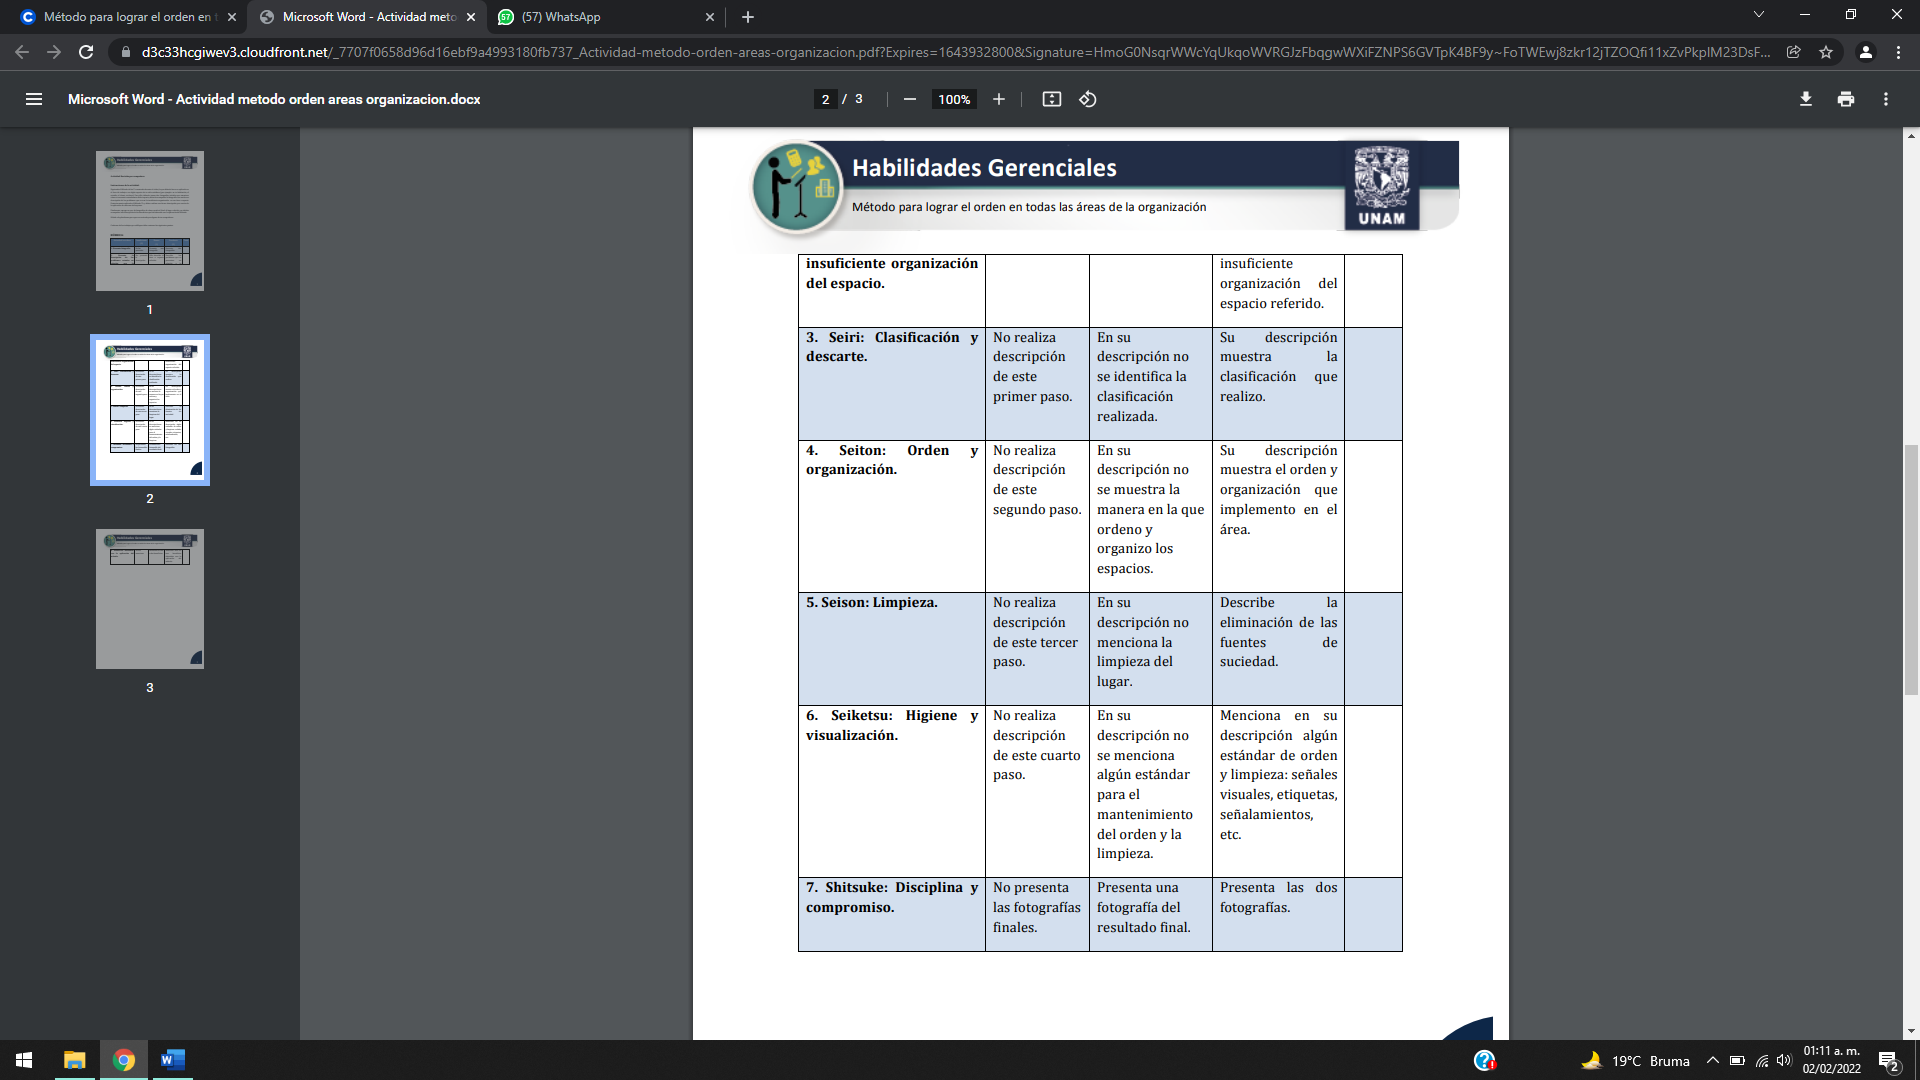 Método para lograr el orden en t
Microsoft Word - Actividad meto
(57) WhatsApp
d3c33hcgiwev3.cloudfront.net/_7707f0658d96d16ebf9a4993180fb737_Actividad-metodo-orden-areas-organizacion.pdf?Expires=1643932800&Signature=HmoG0NsqrWWcYqUkqoWVRGJzFbqgwWXiFZNPS6GVTpK4BF9y~FoTWEwj8zkr12jTZOQfi11xZvPkpIM23DsF...
Microsoft Word - Actividad metodo orden areas organizacion.docx
2 / 3
100%
1
2
3
Habilidades Gerenciales
Método para lograr el orden en todas las áreas de la organización
UNAM
insuficiente organización
del espacio.
insuficiente
organización del
espacio referido.
3. Seiri: Clasificación y
descarte.
No realiza
descripción
de este
primer paso.
En su
descripción no
se identifica la
clasificación
realizada.
Su descripción
muestra la
clasificación que
realizo.
4. Seiton: Orden y
organización.
No realiza
descripción
de este
segundo paso.
En su
descripción no
se muestra la
manera en la que
ordeno y
organizo los
espacios.
Su descripción
muestra el orden y
organización que
implemento en el
área.
5. Seison: Limpieza.
No realiza
descripción
de este tercer
paso.
En su
descripción no
menciona la
limpieza del
lugar.
Describe la
eliminación de las
fuentes de
suciedad.
6. Seiketsu: Higiene y
visualización.
No realiza
descripción
de este cuarto
paso.
En su
descripción no
se menciona
algún estándar
para el
mantenimiento
del orden y la
limpieza.
Menciona en su
descripción algún
estándar de orden
y limpieza: señales
visuales, etiquetas,
señalamientos,
etc.
7. Shitsuke: Disciplina y
compromiso.
No presenta
las fotografías
finales.
Presenta una
fotografía del
resultado final.
Presenta las dos
fotografías.
19°C Bruma
01:11 a. m.
02/02/2022
2